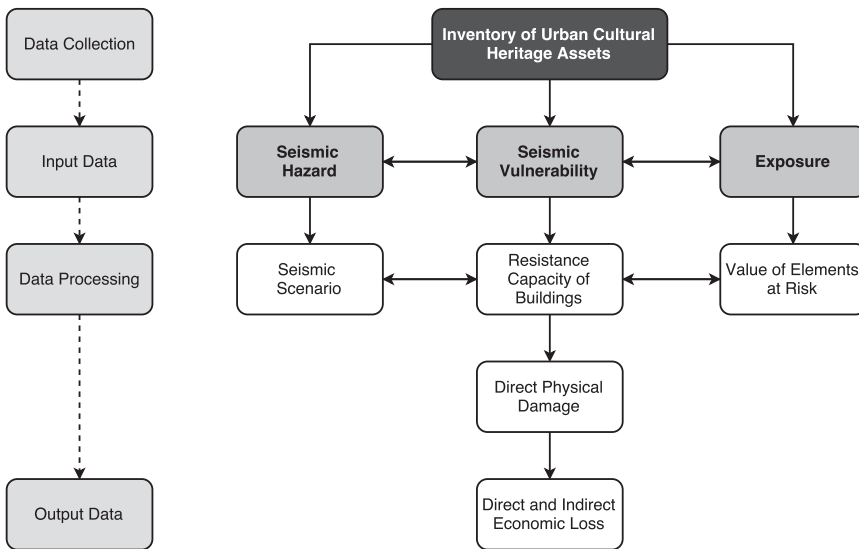 Data Collection
Inventory of Urban Cultural
Heritage Assets
Input Data
Seismic
Hazard
Seismic
Vulnerability
Exposure
Data Processing
Seismic
Scenario
Resistance
Capacity of
Buildings
Value of Elements
at Risk
Direct Physical
Damage
Output Data
Direct and Indirect
Economic Loss